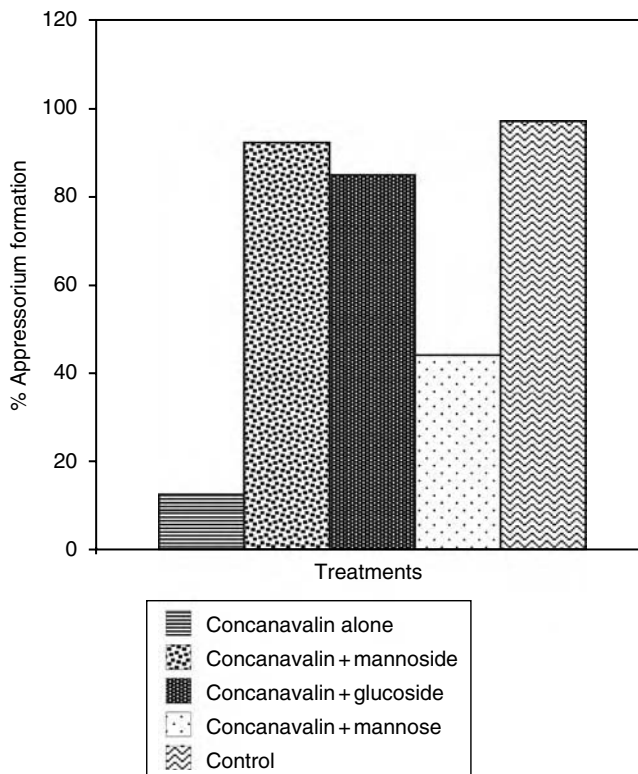 120
100
80
60
40
20
0
% Appressorium formation
Treatments
Concanavalin alone
Concanavalin + mannoside
Concanavalin + glucoside
Concanavalin + mannose
Control